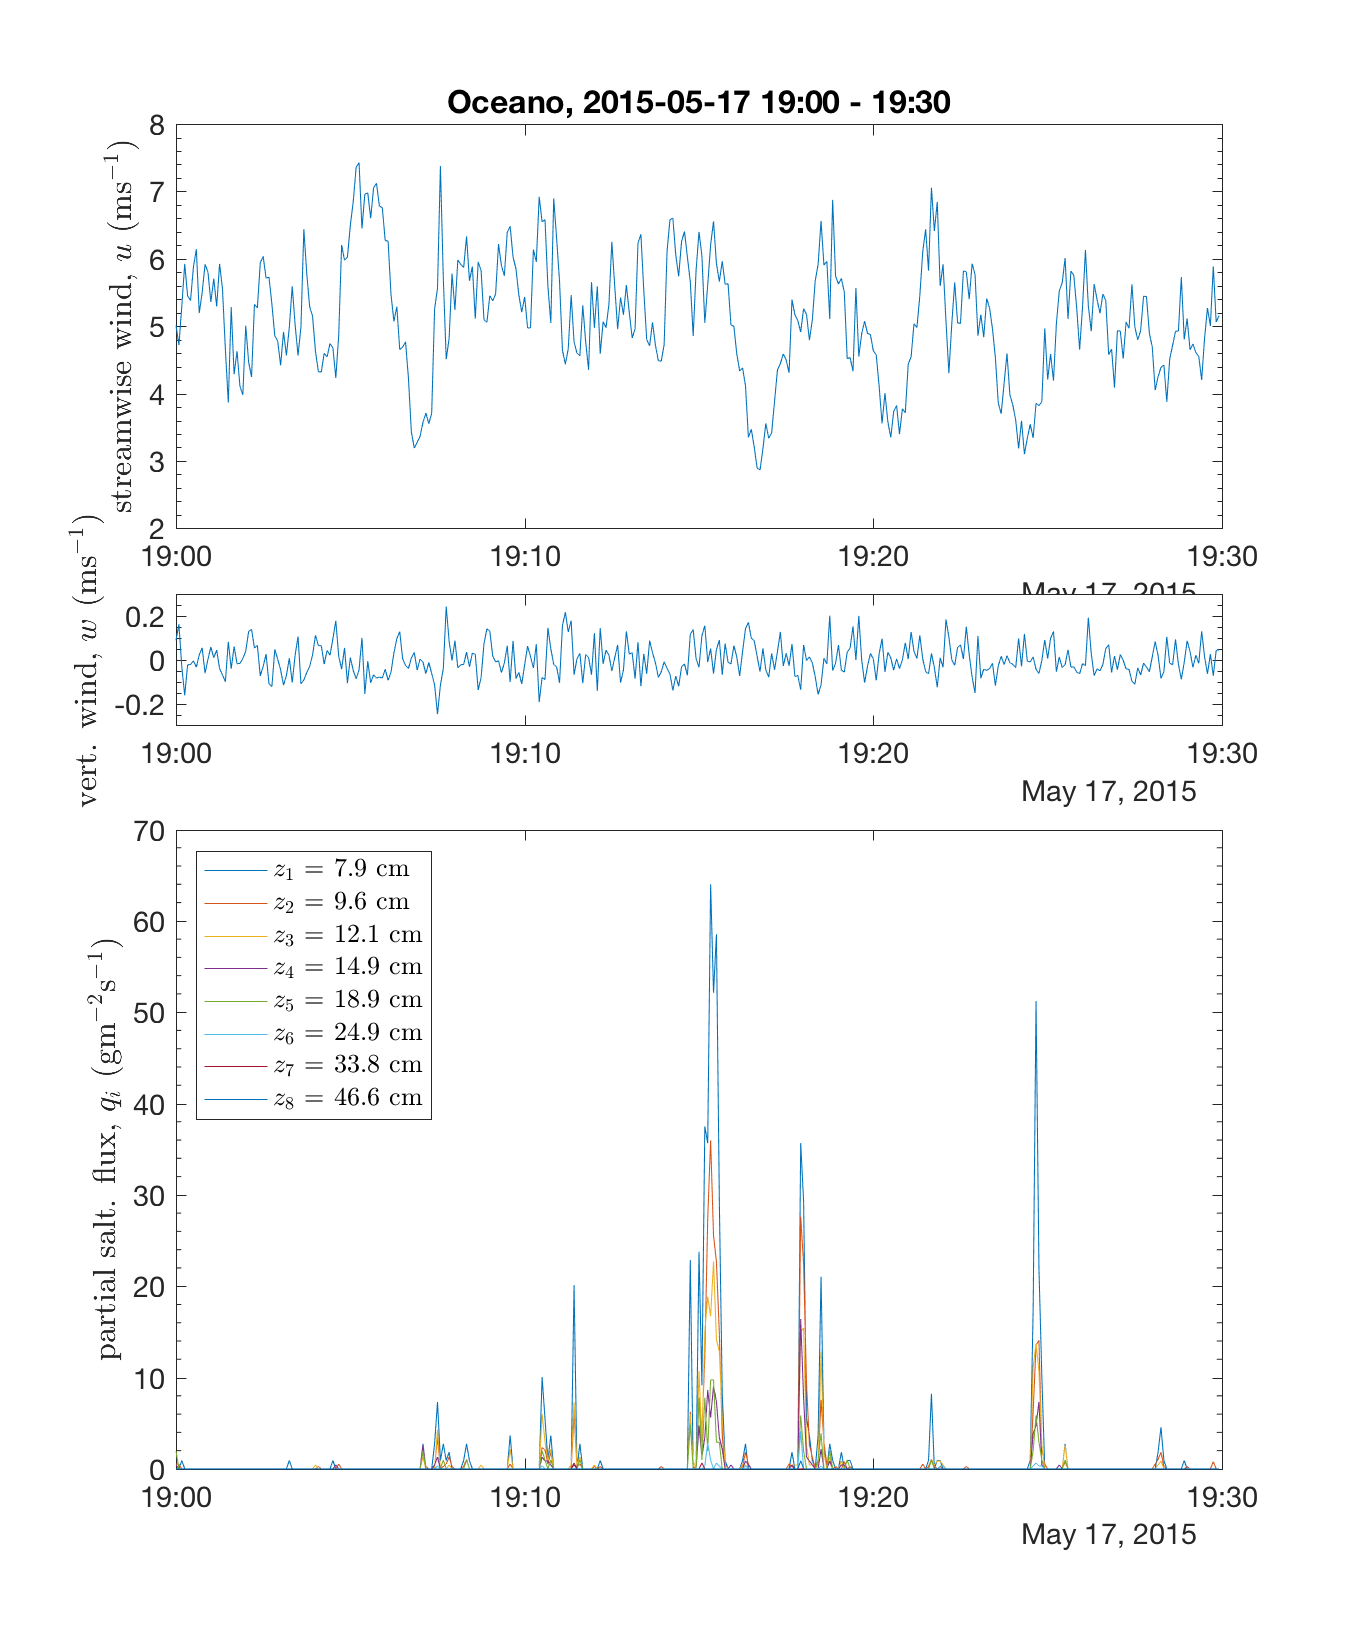 Oceano, 2015-05-17 19:00 - 19:30
streamwise wind, u (ms⁻¹)
8
7
6
5
4
3
2
19:00 19:10 19:20 19:30
May 17, 2015
vert. wind, w (ms⁻¹)
0.2
0
-0.2
19:00 19:10 19:20 19:30
May 17, 2015
partial salt. flux, qᵢ (gm⁻²s⁻¹)
70
60
50
40
30
20
10
0
z₁ = 7.9 cm
z₂ = 9.6 cm
z₃ = 12.1 cm
z₄ = 14.9 cm
z₅ = 18.9 cm
z₆ = 24.9 cm
z₇ = 33.8 cm
z₈ = 46.6 cm
19:00 19:10 19:20 19:30
May 17, 2015